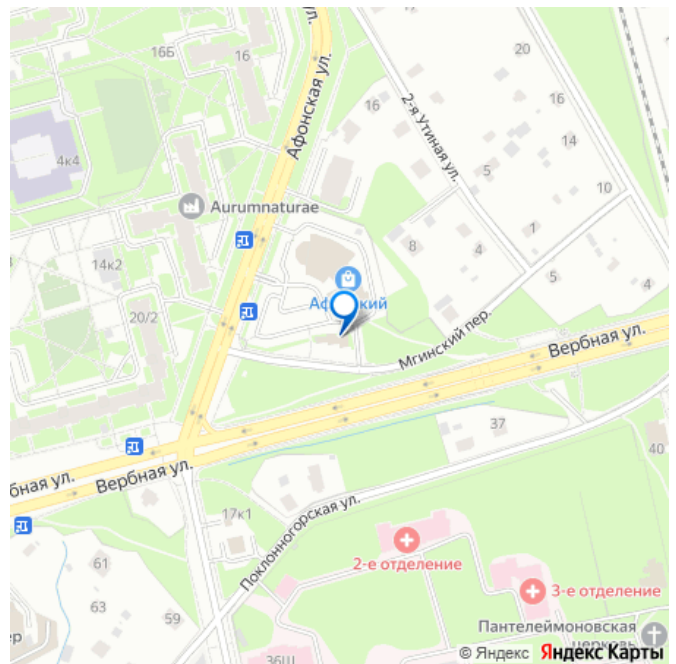 ул.
16Б
16
20
Афонская ул.
16
2-я Утиная ул.
16
14
4к4
5
10
Aurumnaturae
1
8
4
14к2
5
4
20/2
Мгинский пер.
Вербная ул.
37
40
Вербная ул.
17к1
Поклонногорская ул.
61
2-е отделение
3-е отделение
63
59
Пантелеймоновская
церковь
36Ш
© Яндекс Яндекс Карты